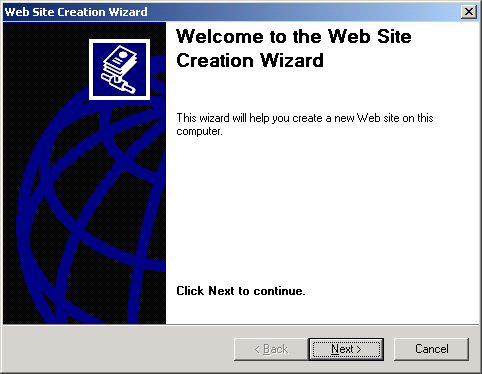 Web Site Creation Wizard
Welcome to the Web Site
Creation Wizard
This wizard will help you create a new Web site on this
computer.
Click Next to continue.
< Back
Next >
Cancel